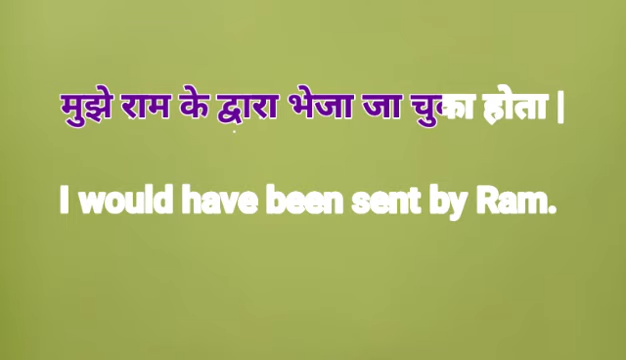 मुझे राम के द्वारा भेजा जा चुका होता |
I would have been sent by Ram.